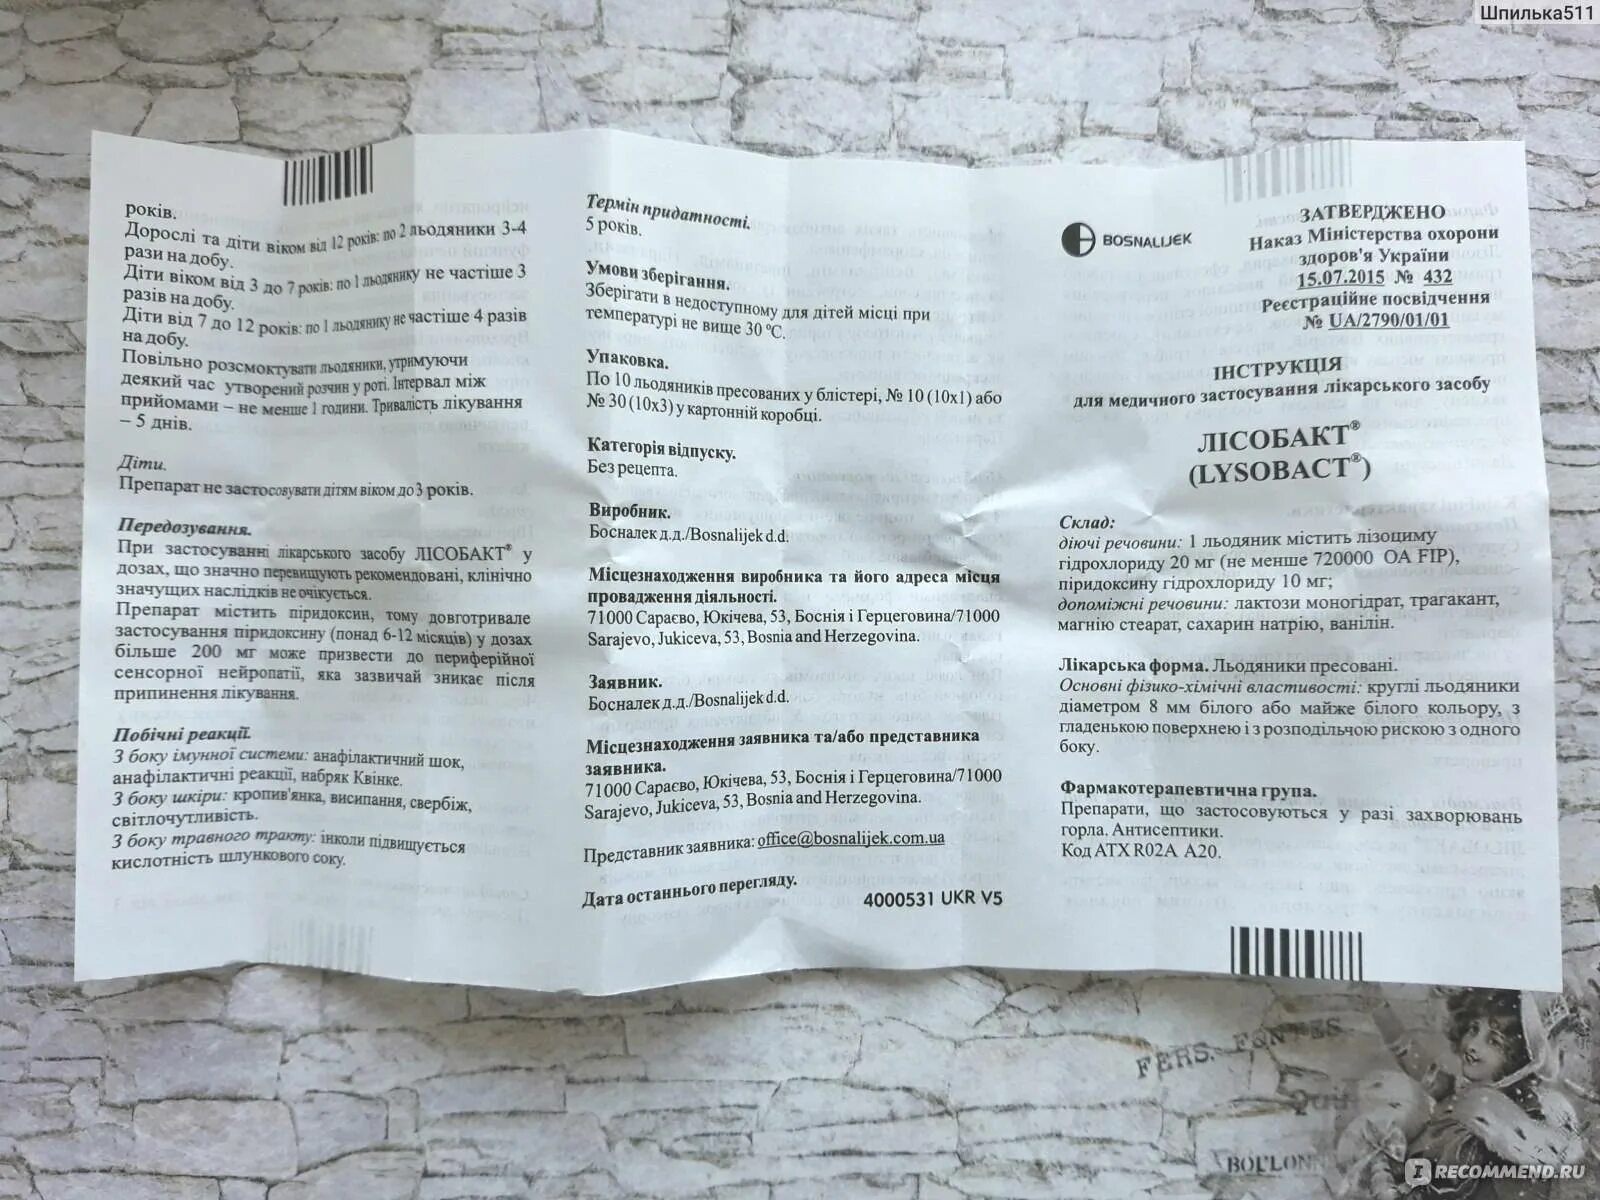 Шпилька511
років.
Дорослі та діти віком від 12 років: по 2 льодяники 3-4
рази на добу.
Діти віком від 3 до 7 років: по 1 льодянику не частіше 3
разів на добу.
Діти від 7 до 12 років: по 1 льодянику не частіше 4 разів
на добу.
Повільно розсмоктувати льодяники, утримуючи
деякий час утворений розчин у роті. Інтервал між
прийомами – не менше 1 години. Тривалість лікування
– 5 днів.
Діти.
Препарат не застосовувати дітям віком до 3 років.
Передозування.
При застосуванні лікарського засобу ЛІСОБАКТ® у
дозах, що значно перевищують рекомендовані, клінічно
значущих наслідків не очікується.
Препарат містить піридоксин, тому довготривале
застосування піридоксину (понад 6-12 місяців) у дозах
більше 200 мг може призвести до периферійної
сенсорної нейропатії, яка зазвичай зникає після
припинення лікування.
Побічні реакції.
З боку імунної системи: анафілактичний шок,
анафілактичні реакції, набряк Квінке.
З боку шкіри: кропив'янка, висипання, свербіж,
світлочутливість.
З боку травного тракту: інколи підвищується
кислотність шлункового соку.
Термін придатності.
5 років.
Умови зберігання.
Зберігати в недоступному для дітей місці при
температурі не вище 30 ºС.
Упаковка.
По 10 льодяників пресованих у блістері, № 10 (10х1) або
№ 30 (10х3) у картонній коробці.
Категорія відпуску.
Без рецепта.
Виробник.
Босналек д.д./Bosnalijek d.d.
Місцезнаходження виробника та його адреса місця
провадження діяльності.
71000 Сараєво, Юкічева, 53, Боснія і Герцеговина/71000
Sarajevo, Jukiceva, 53, Bosnia and Herzegovina.
Заявник.
Босналек д.д./Bosnalijek d.d.
Місцезнаходження заявника та/або представника
заявника.
71000 Сараєво, Юкічева, 53, Боснія і Герцеговина/71000
Sarajevo, Jukiceva, 53, Bosnia and Herzegovina.
Представник заявника: office@bosnalijek.com.ua
Дата останнього перегляду.
4000531 UKR V5
BOSNALIJEK
ЗАТВЕРДЖЕНО
Наказ Міністерства охорони
здоров'я України
15.07.2015 № 432
Реєстраційне посвідчення
№ UA/2790/01/01
ІНСТРУКЦІЯ
для медичного застосування лікарського засобу
ЛІСОБАКТ®
(LYSOBACT®)
Склад:
діючі речовини: 1 льодяник містить лізоциму
гідрохлориду 20 мг (не менше 720000 ОА FIP),
піридоксину гідрохлориду 10 мг;
допоміжні речовини: лактози моногідрат, трагакант,
магнію стеарат, сахарин натрію, ванілін.
Лікарська форма. Льодяники пресовані.
Основні фізико-хімічні властивості: круглі льодяники
діаметром 8 мм білого або майже білого кольору, з
гладенькою поверхнею і з розподільчою рискою з одного
боку.
Фармакотерапевтична група.
Препарати, що застосовуються у разі захворювань
горла. Антисептики.
Код АТХ R02A A20.
FERS.
IRECOMMEND.RU